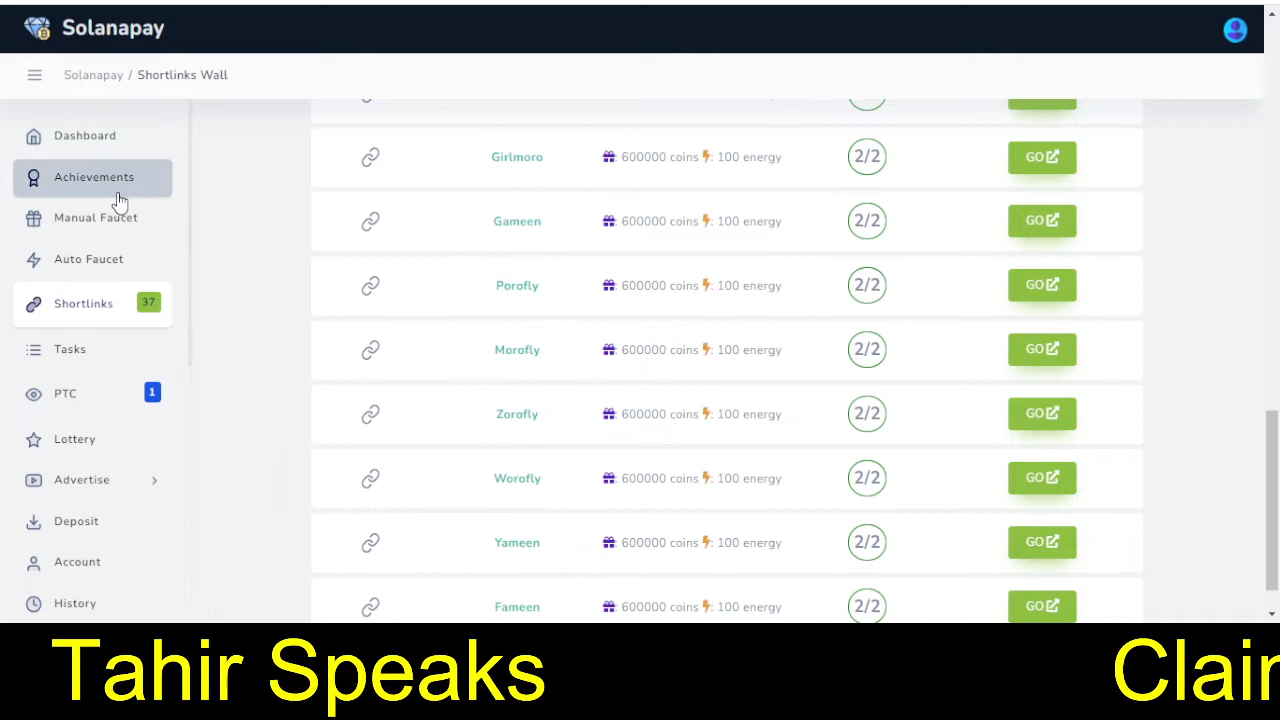 Solanapay
Solanapay / Shortlinks Wall
Dashboard
Achievements
Manual Faucet
Auto Faucet
Shortlinks 37
Tasks
PTC 1
Lottery
Advertise
Deposit
Account
History
Girlmoro : 600000 coins : 100 energy 2/2 GO
Gameen : 600000 coins : 100 energy 2/2 GO
Porofly : 600000 coins : 100 energy 2/2 GO
Morofly : 600000 coins : 100 energy 2/2 GO
Zorofly : 600000 coins : 100 energy 2/2 GO
Worofly : 600000 coins : 100 energy 2/2 GO
Yameen : 600000 coins : 100 energy 2/2 GO
Fameen : 600000 coins : 100 energy 2/2 GO
Tahir Speaks